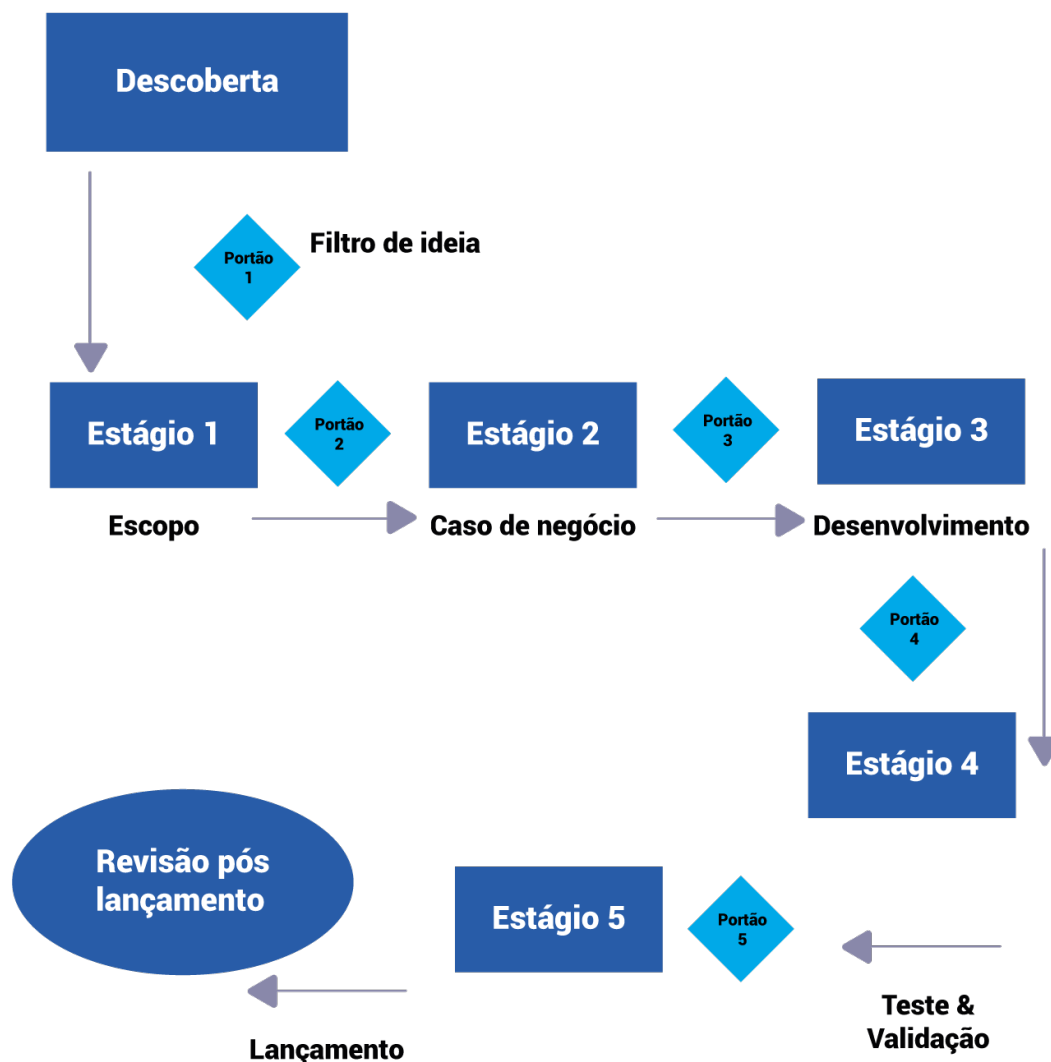 Descoberta
Portão
1
Filtro de ideia
Estágio 1
Portão
2
Estágio 2
Portão
3
Estágio 3
Escopo
Caso de negócio
Desenvolvimento
Portão
4
Estágio 4
Revisão pós
lançamento
Estágio 5
Portão
5
Teste &
Validação
Lançamento